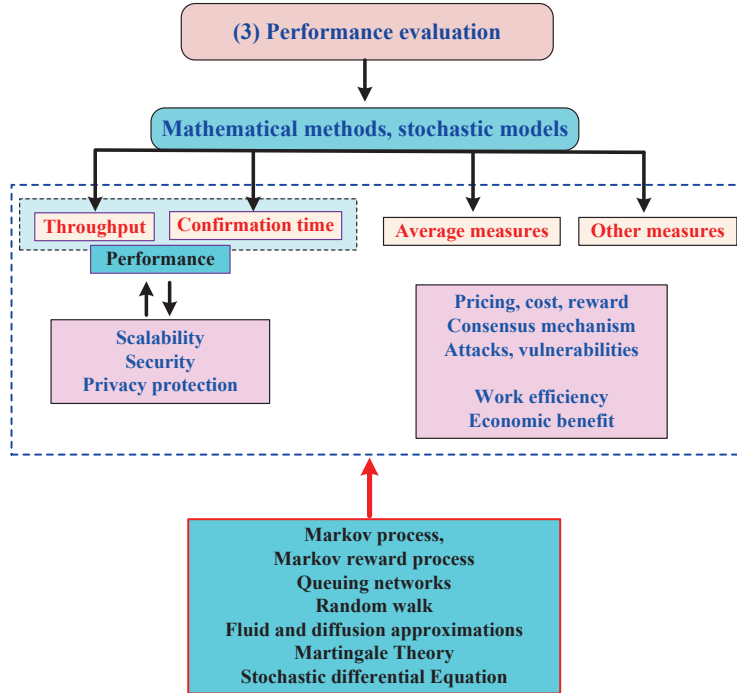 (3) Performance evaluation
Mathematical methods, stochastic models
Throughput
Confirmation time
Average measures
Other measures
Performance
Scalability
Security
Privacy protection
Pricing, cost, reward
Consensus mechanism
Attacks, vulnerabilities
Work efficiency
Economic benefit
Markov process,
Markov reward process
Queuing networks
Random walk
Fluid and diffusion approximations
Martingale Theory
Stochastic differential Equation